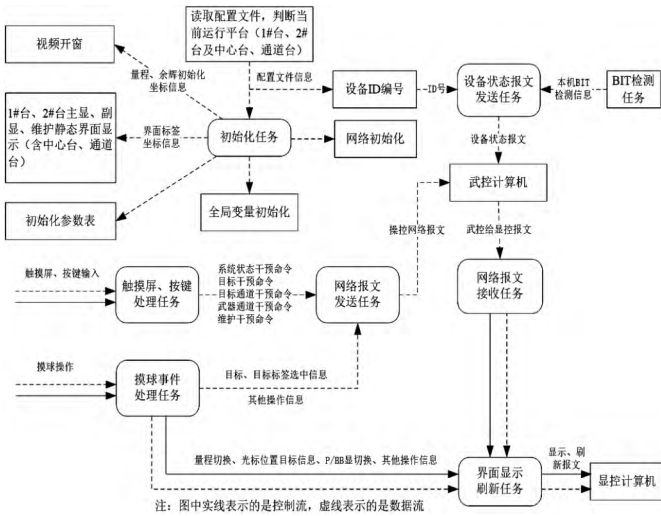 读取配置文件，判断当
前运行平台（1#台、2#
台及中心台、通道台）
视频开窗
量程、余晖初始化
坐标信息
配置文件信息
设备ID编号
ID号
设备状态报文
发送任务
本机BIT
检测信息
BIT检测
任务
1#台、2#台主显、副
显、维护静态界面显
示（含中心台、通道
台）
界面标签
坐标信息
初始化任务
网络初始化
设备状态报文
武控计算机
初始化参数表
全局变量初始化
操控网络报文
武控给显控报文
触摸屏、按键输入
触摸屏、按键
处理任务
系统状态干预命令
目标干预命令
目标通道干预命令
武器通道干预命令
维护干预命令
网络报文
发送任务
网络报文
接收任务
摸球操作
摸球事件
处理任务
目标、目标标签选中信息
其他操作信息
量程切换、光标位置目标信息、P/BB显切换、其他操作信息
界面显示
刷新任务
显示、刷
新报文
显控计算机
注：图中实线表示的是控制流，虚线表示的是数据流